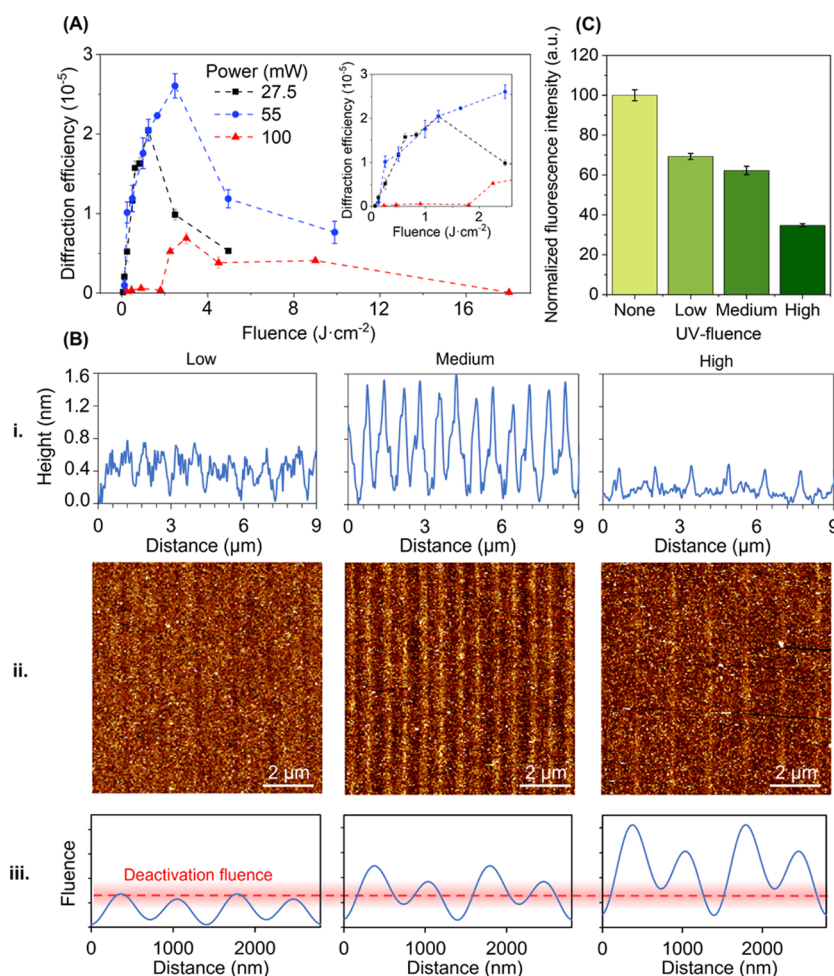 (A)
Diffraction efficiency (10⁻⁵)
3
2
1
0
0 4 8 12 16
Fluence (J·cm⁻²)
Power (mW)
27.5
55
100
Diffraction efficiency (10⁻⁵)
3
2
1
0
0 1 2
Fluence (J·cm⁻²)
(C)
Normalized fluorescence intensity (a.u.)
140
120
100
80
60
40
20
0
None Low Medium High
UV-fluence
(B)
Low Medium High
i.
Height (nm)
1.6
1.2
0.8
0.4
0.0
0 3 6 9 0 3 6 9 0 3 6 9
Distance (µm) Distance (µm) Distance (µm)
ii.
2 µm 2 µm 2 µm
iii.
Fluence
Deactivation fluence
0 1000 2000 0 1000 2000 0 1000 2000
Distance (nm) Distance (nm) Distance (nm)